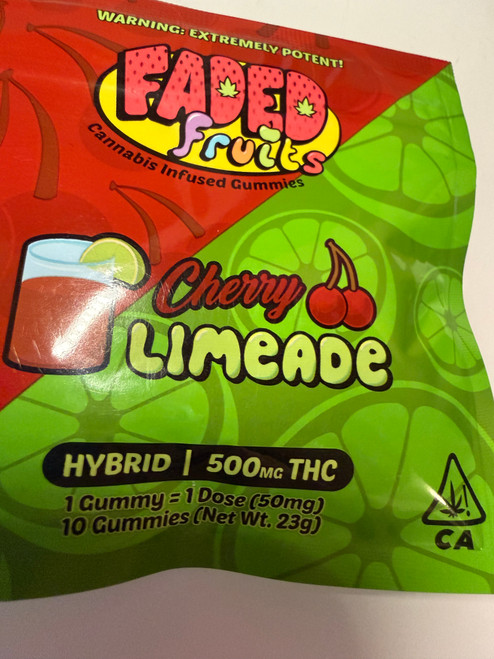 WARNING: EXTREMELY POTENT!
FADED
fruits
Cannabis Infused Gummies
Cherry
LIMEADE
HYBRID | 500MG THC
1 Gummy = 1 Dose (50mg)
10 Gummies (Net Wt. 23g)
!
CA